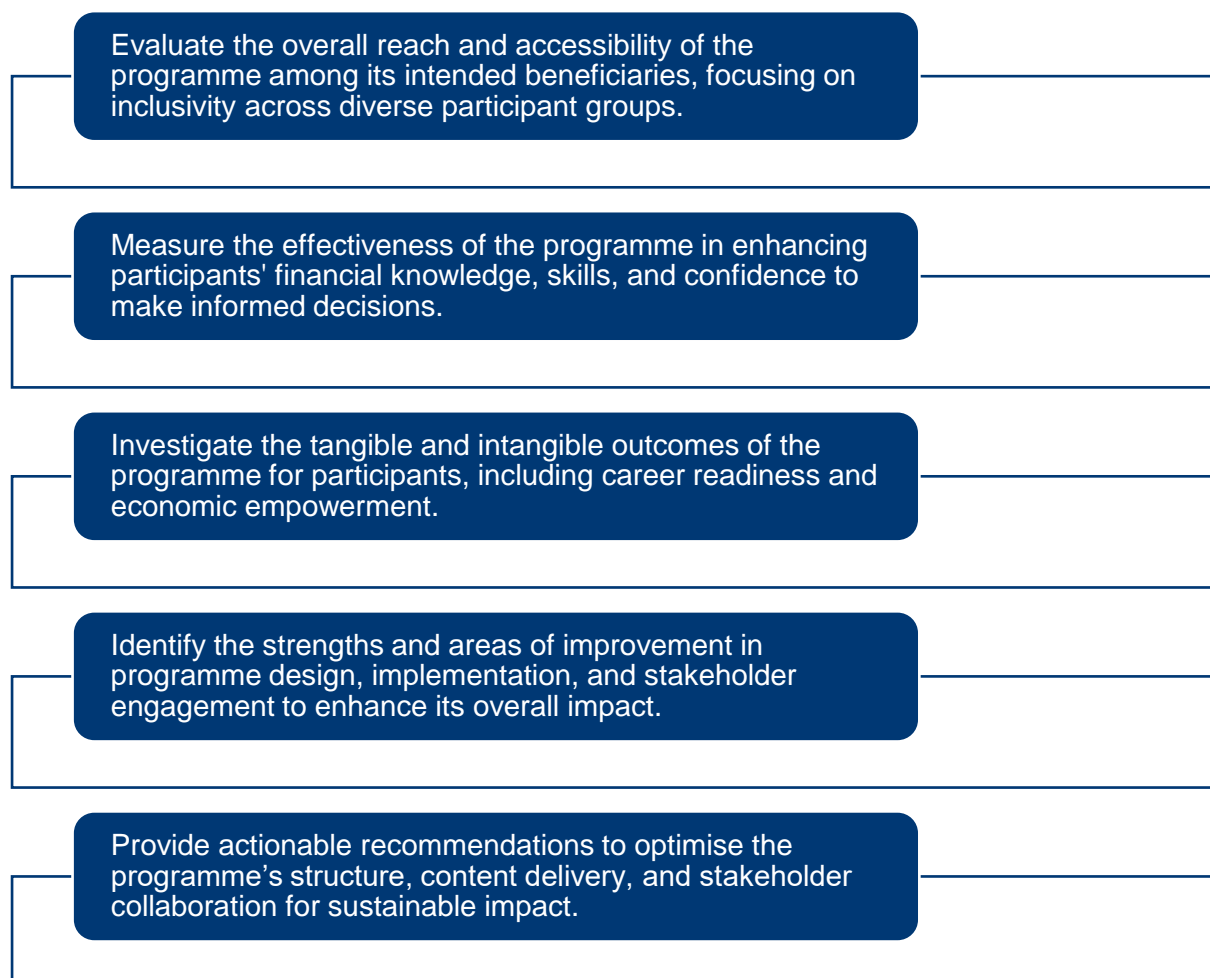 Evaluate the overall reach and accessibility of the
programme among its intended beneficiaries, focusing on
inclusivity across diverse participant groups.
Measure the effectiveness of the programme in enhancing
participants' financial knowledge, skills, and confidence to
make informed decisions.
Investigate the tangible and intangible outcomes of the
programme for participants, including career readiness and
economic empowerment.
Identify the strengths and areas of improvement in
programme design, implementation, and stakeholder
engagement to enhance its overall impact.
Provide actionable recommendations to optimise the
programme’s structure, content delivery, and stakeholder
collaboration for sustainable impact.